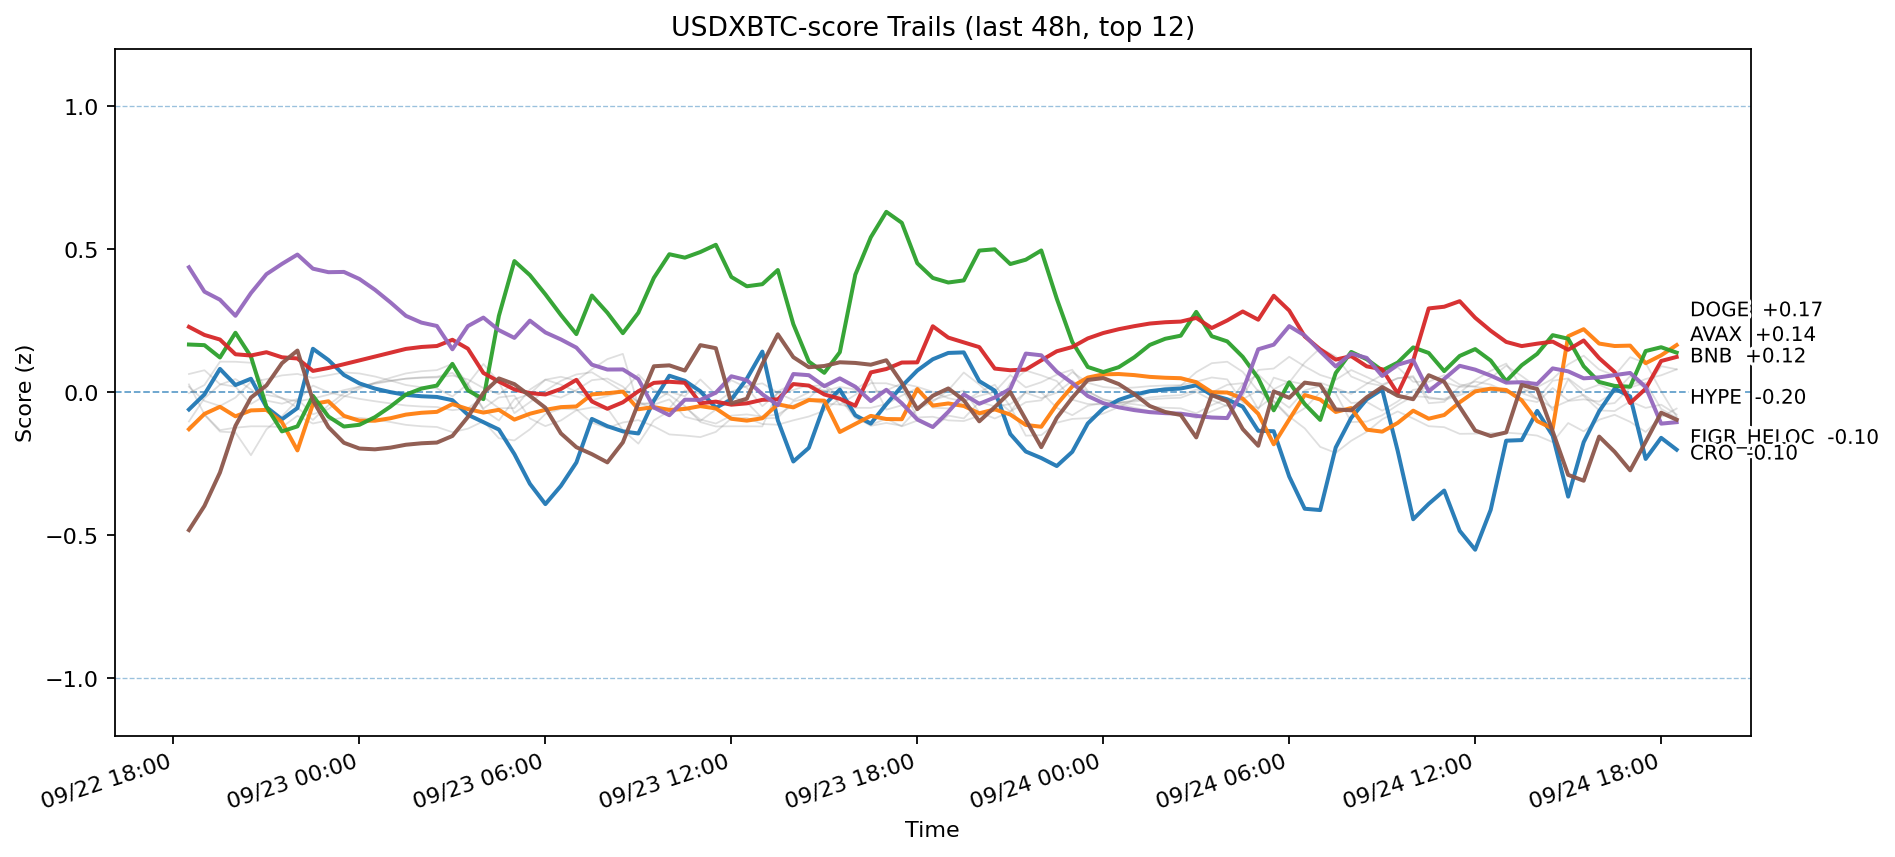 USDXBTC-score Trails (last 48h, top 12)
Score (z)
1.0
0.5
0.0
−0.5
−1.0
DOGE +0.17
AVAX +0.14
BNB +0.12
HYPE -0.20
FIGR_HELOC -0.10
CRO -0.10
09/22 18:00
09/23 00:00
09/23 06:00
09/23 12:00
09/23 18:00
09/24 00:00
09/24 06:00
09/24 12:00
09/24 18:00
Time